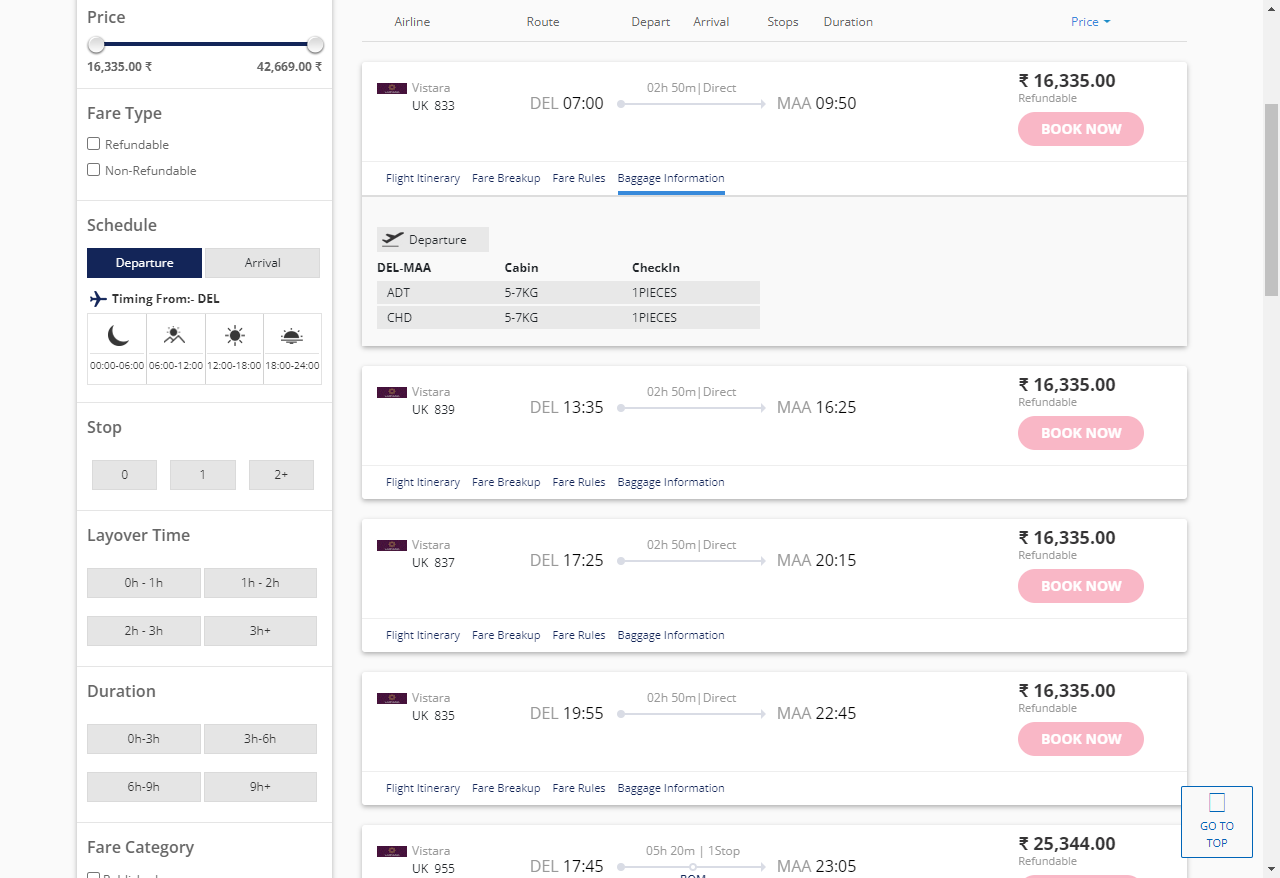 Price
16,335.00 ₹ 42,669.00 ₹
Fare Type
Refundable
Non-Refundable
Schedule
Departure Arrival
Timing From:- DEL
00:00-06:00 06:00-12:00 12:00-18:00 18:00-24:00
Stop
0 1 2+
Layover Time
0h - 1h 1h - 2h
2h - 3h 3h+
Duration
0h-3h 3h-6h
6h-9h 9h+
Fare Category
Airline Route Depart Arrival Stops Duration Price
Vistara
UK 833
DEL 07:00
02h 50m|Direct
MAA 09:50
₹ 16,335.00
Refundable
BOOK NOW
Flight Itinerary Fare Breakup Fare Rules Baggage Information
Departure
DEL-MAA Cabin CheckIn
ADT 5-7KG 1PIECES
CHD 5-7KG 1PIECES
Vistara
UK 839
DEL 13:35
02h 50m|Direct
MAA 16:25
₹ 16,335.00
Refundable
BOOK NOW
Flight Itinerary Fare Breakup Fare Rules Baggage Information
Vistara
UK 837
DEL 17:25
02h 50m|Direct
MAA 20:15
₹ 16,335.00
Refundable
BOOK NOW
Flight Itinerary Fare Breakup Fare Rules Baggage Information
Vistara
UK 835
DEL 19:55
02h 50m|Direct
MAA 22:45
₹ 16,335.00
Refundable
BOOK NOW
Flight Itinerary Fare Breakup Fare Rules Baggage Information
Vistara
UK 955
DEL 17:45
05h 20m | 1Stop
MAA 23:05
₹ 25,344.00
Refundable
GO TO
TOP